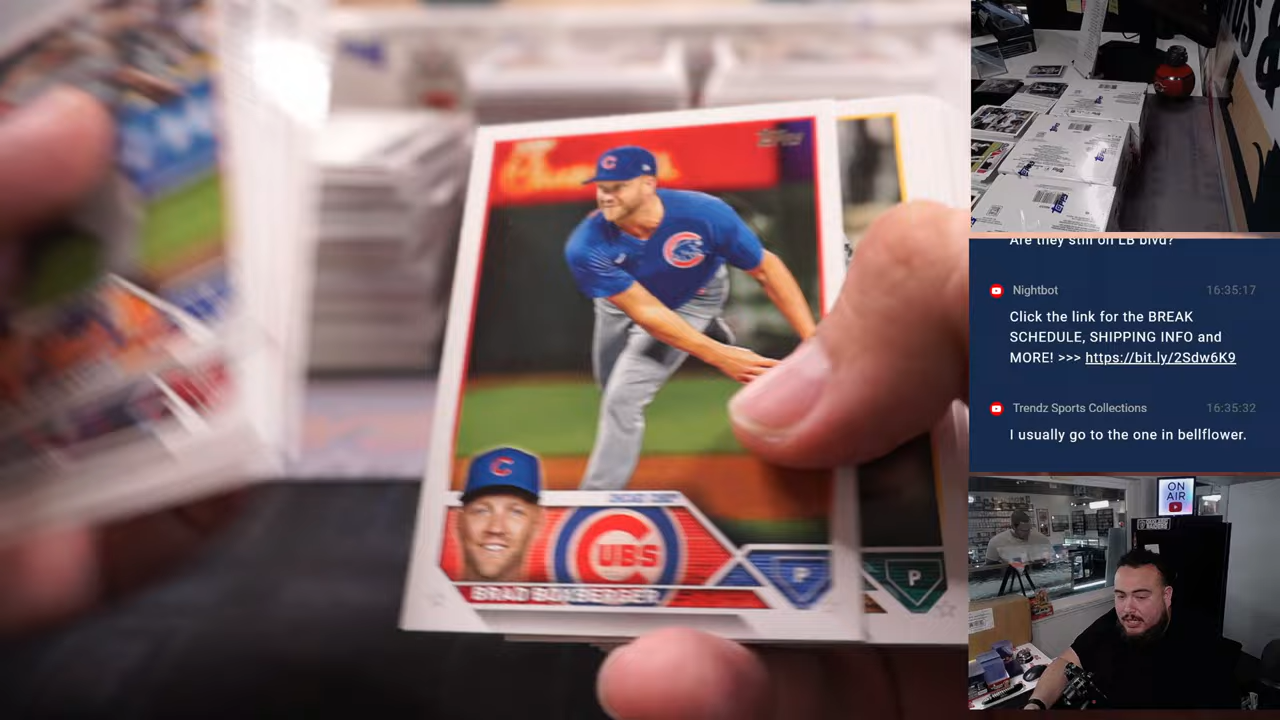 Topps
C
C
C
UBS
P
P
BRAD BOXBERGER
Are they still on LB blvd?
Nightbot
16:35:17
Click the link for the BREAK
SCHEDULE, SHIPPING INFO and
MORE! >>> https://bit.ly/2Sdw6K9
Trendz Sports Collections
16:35:32
I usually go to the one in bellflower.
ON
AIR